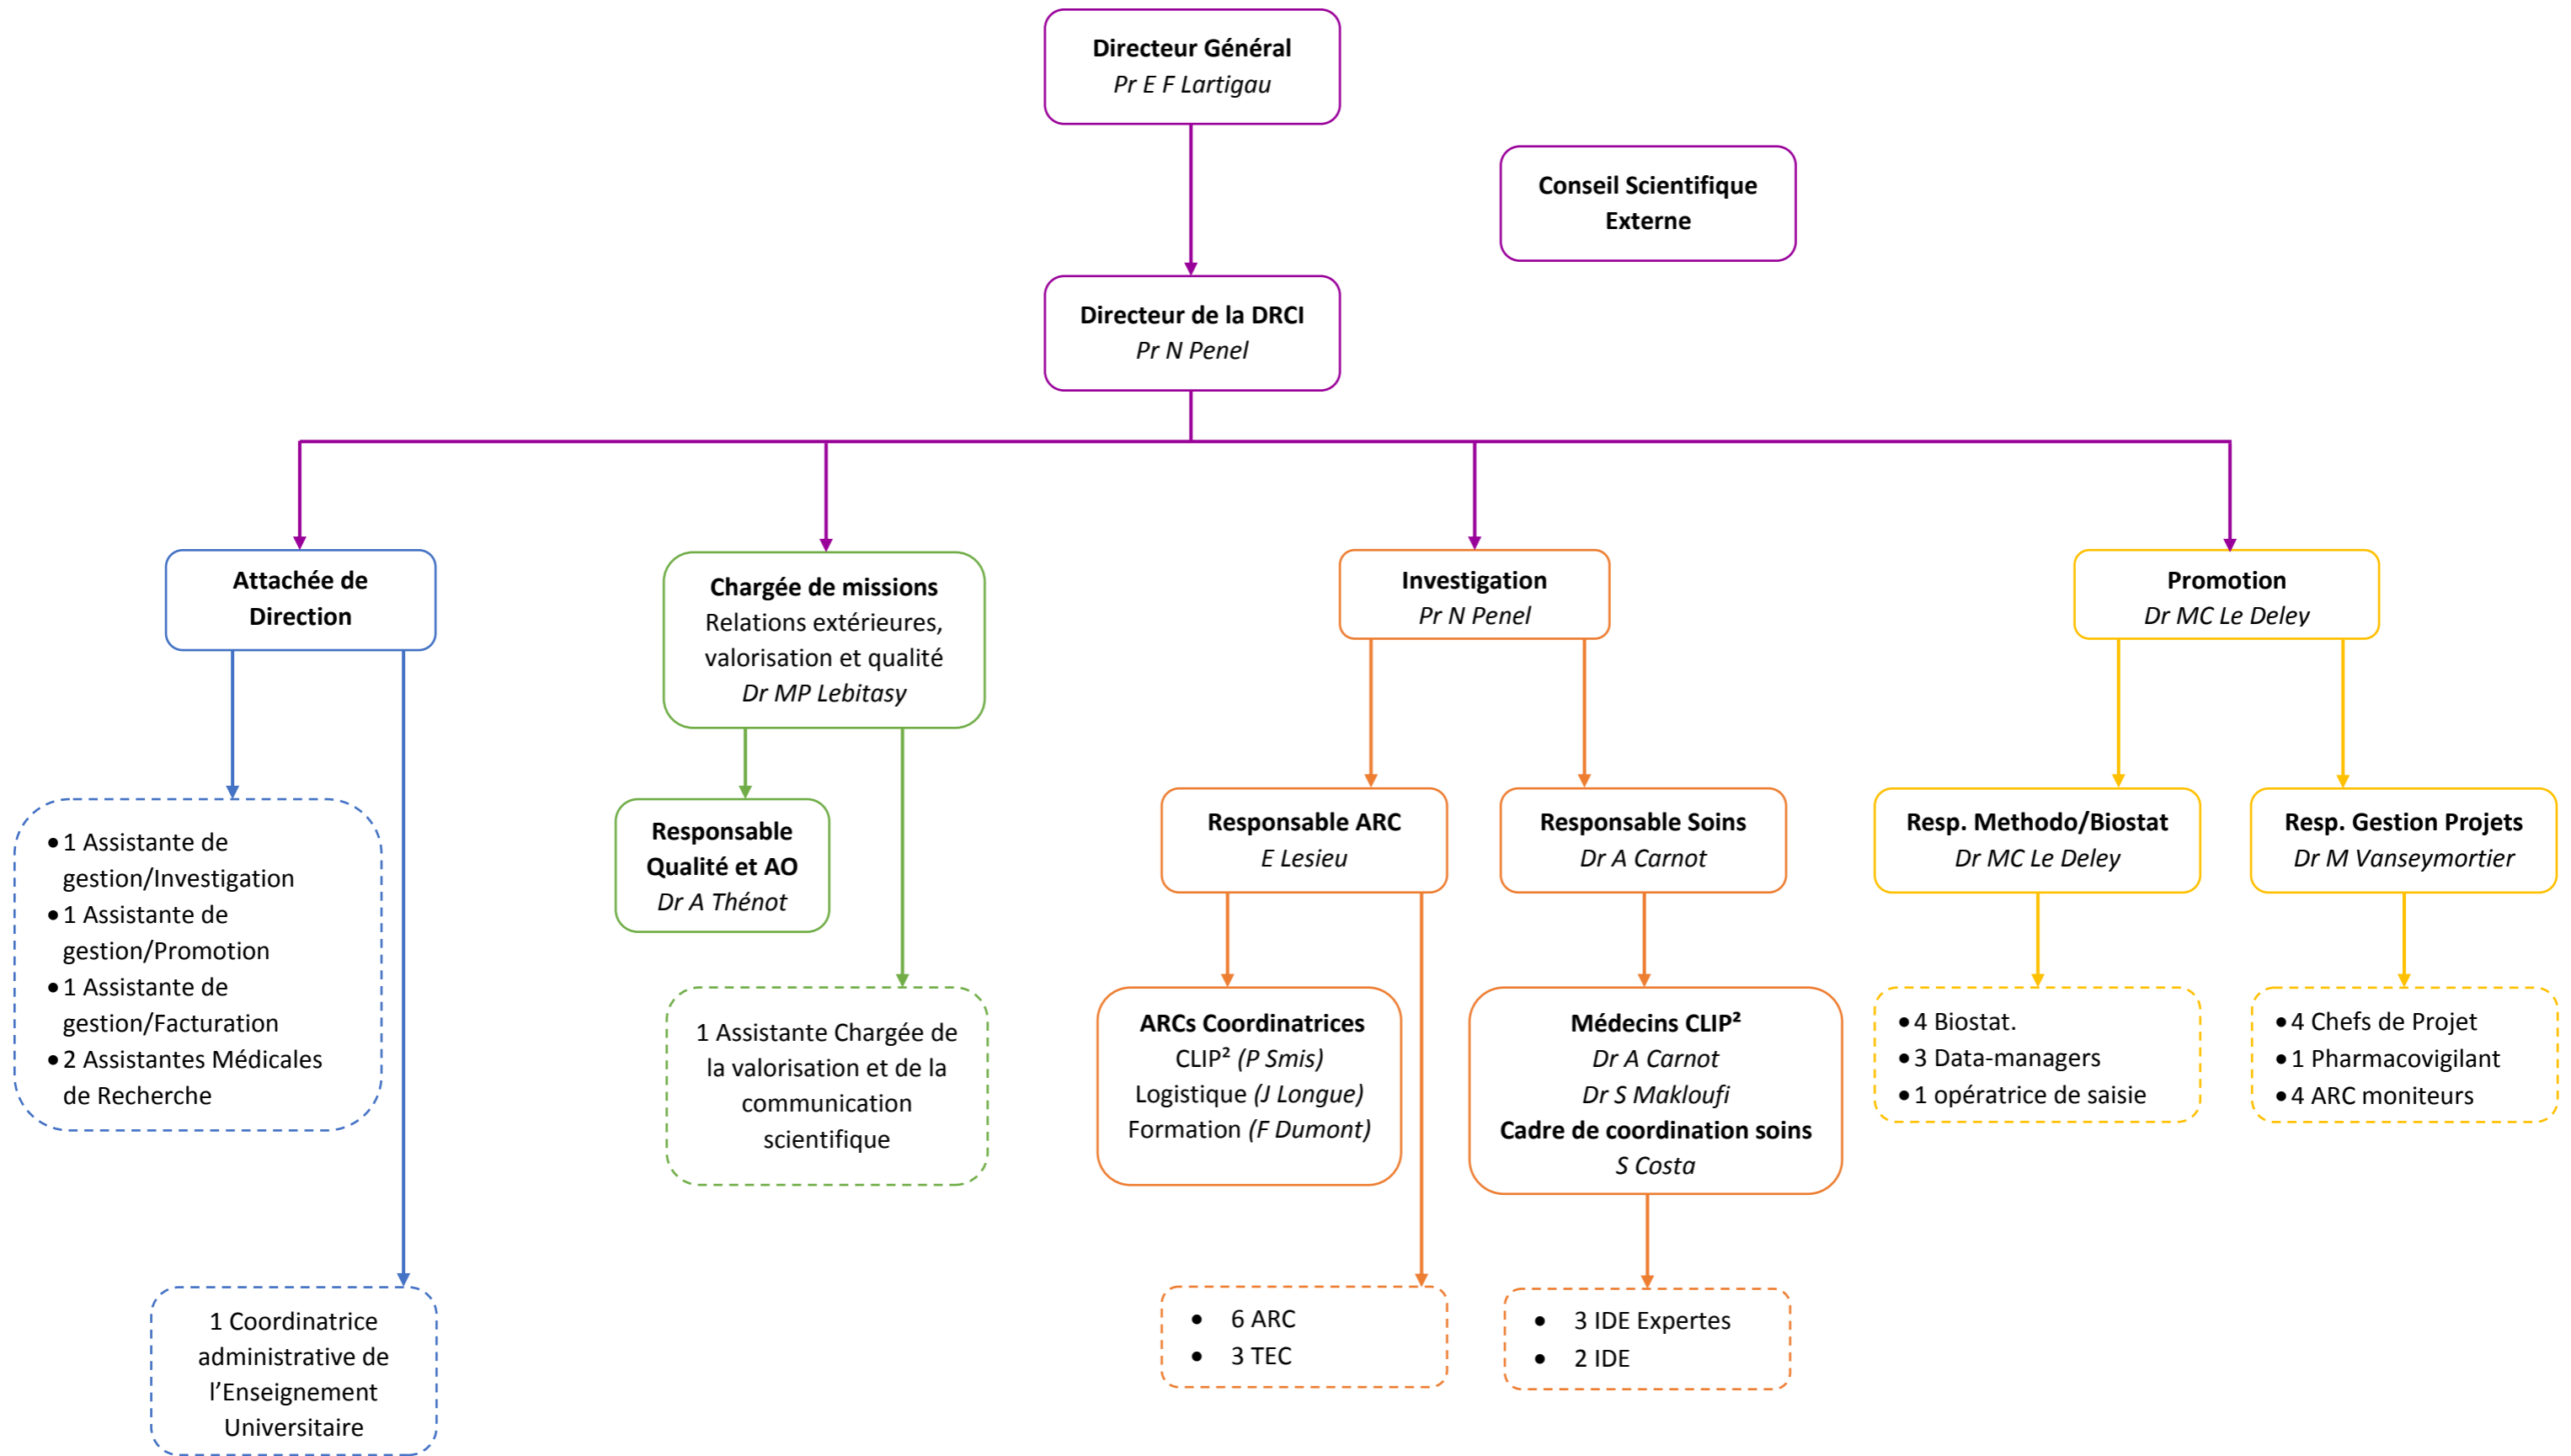 Directeur Général
Pr E F Lartigau
Conseil Scientifique
Externe
Directeur de la DRCI
Pr N Penel
Attachée de
Direction
Chargée de missions
Relations extérieures,
valorisation et qualité
Dr MP Lebitasy
Investigation
Pr N Penel
Promotion
Dr MC Le Deley
•1 Assistante de
gestion/Investigation
•1 Assistante de
gestion/Promotion
•1 Assistante de
gestion/Facturation
•2 Assistantes Médicales
de Recherche
Responsable
Qualité et AO
Dr A Thénot
Responsable ARC
E Lesieu
Responsable Soins
Dr A Carnot
Resp. Methodo/Biostat
Dr MC Le Deley
Resp. Gestion Projets
Dr M Vanseymortier
1 Assistante Chargée de
la valorisation et de la
communication
scientifique
ARCs Coordinatrices
CLIP² (P Smis)
Logistique (J Longue)
Formation (F Dumont)
Médecins CLIP²
Dr A Carnot
Dr S Makloufi
Cadre de coordination soins
S Costa
•4 Biostat.
•3 Data-managers
•1 opératrice de saisie
•4 Chefs de Projet
•1 Pharmacovigilant
•4 ARC moniteurs
1 Coordinatrice
administrative de
l’Enseignement
Universitaire
• 6 ARC
• 3 TEC
• 3 IDE Expertes
• 2 IDE